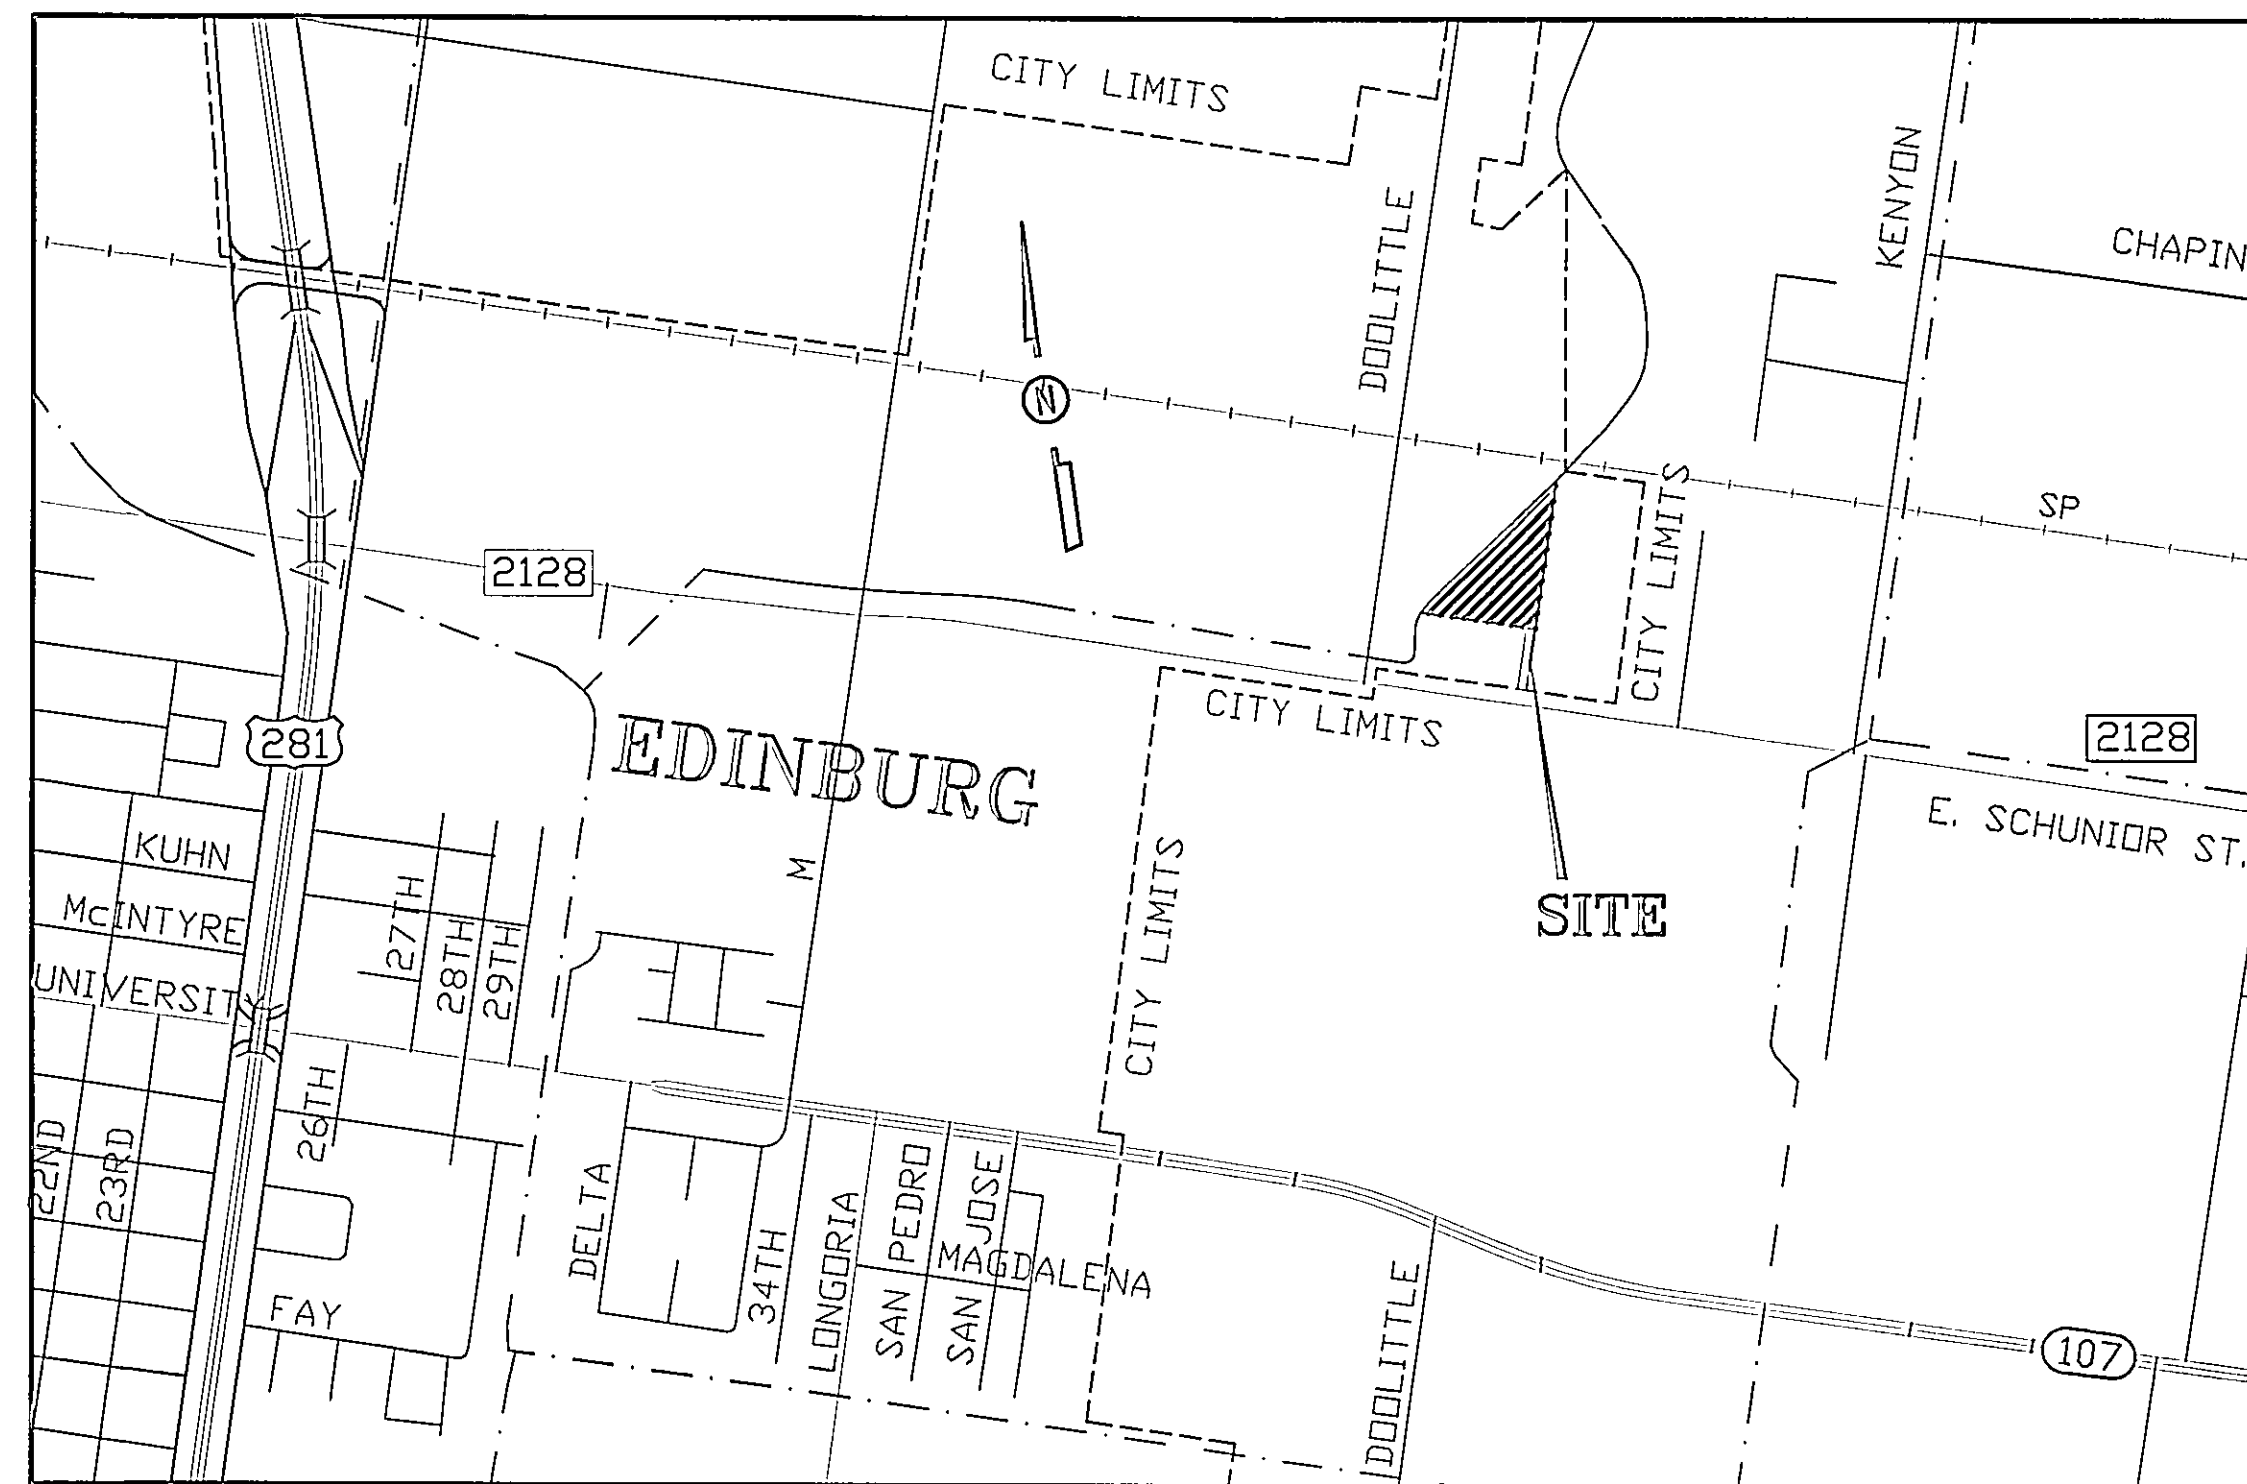 CITY LIMITS
KENYON
DOOLITTLE
CHAPIN
N
CITY LIMITS
SP
2128
CITY LIMITS
281
EDINBURG
2128
E. SCHUNIOR ST.
KUHN
M
CITY LIMITS
SITE
McINTYRE
27TH
28TH
29TH
UNIVERSIT
26TH
22ND
23RD
DELTA
34TH
LONGORIA
SAN PEDRO
SAN JOSE
MAGDALENA
FAY
DOOLITTLE
107